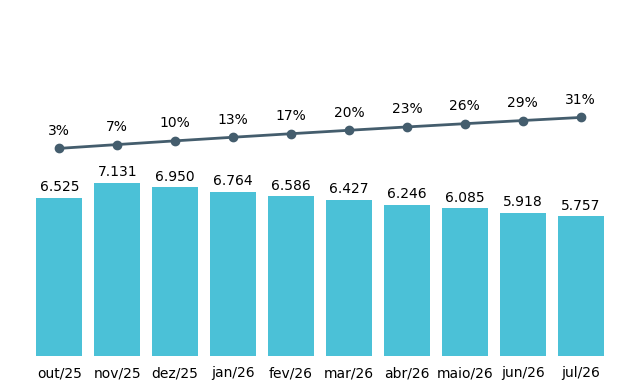 3% 7% 10% 13% 17% 20% 23% 26% 29% 31%
6.525 7.131 6.950 6.764 6.586 6.427 6.246 6.085 5.918 5.757
out/25 nov/25 dez/25 jan/26 fev/26 mar/26 abr/26 maio/26 jun/26 jul/26